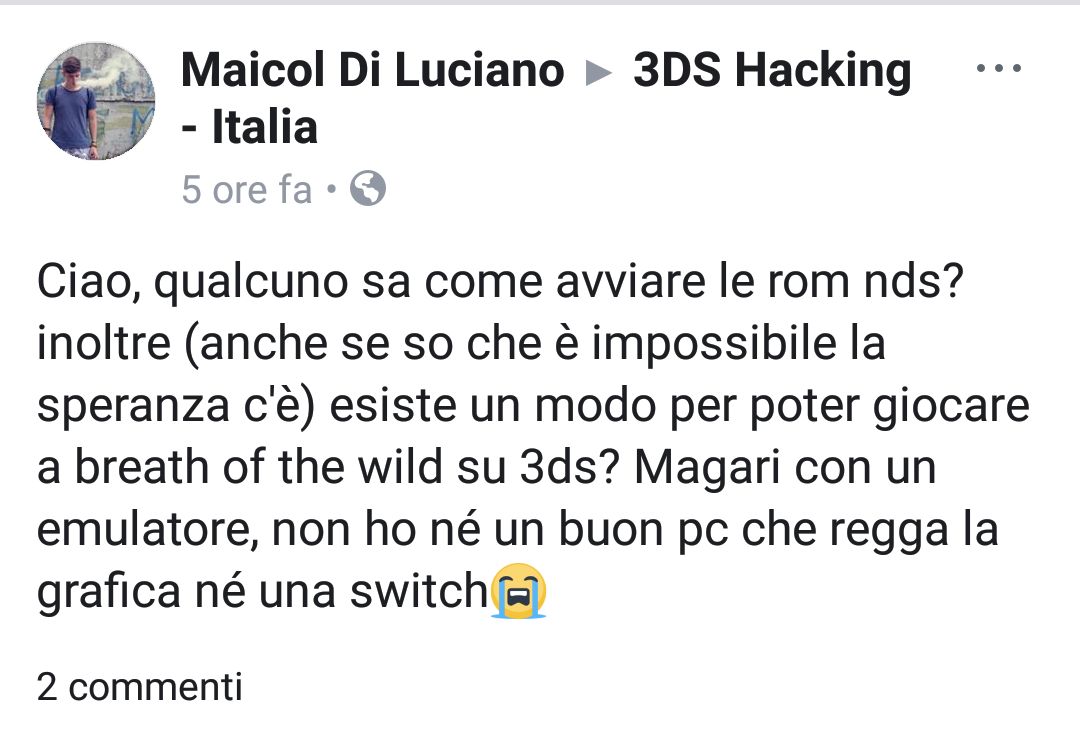 Maicol Di Luciano ▶ 3DS Hacking
- Italia
5 ore fa •
Ciao, qualcuno sa come avviare le rom nds?
inoltre (anche se so che è impossibile la
speranza c'è) esiste un modo per poter giocare
a breath of the wild su 3ds? Magari con un
emulatore, non ho né un buon pc che regga la
grafica né una switch😭
2 commenti